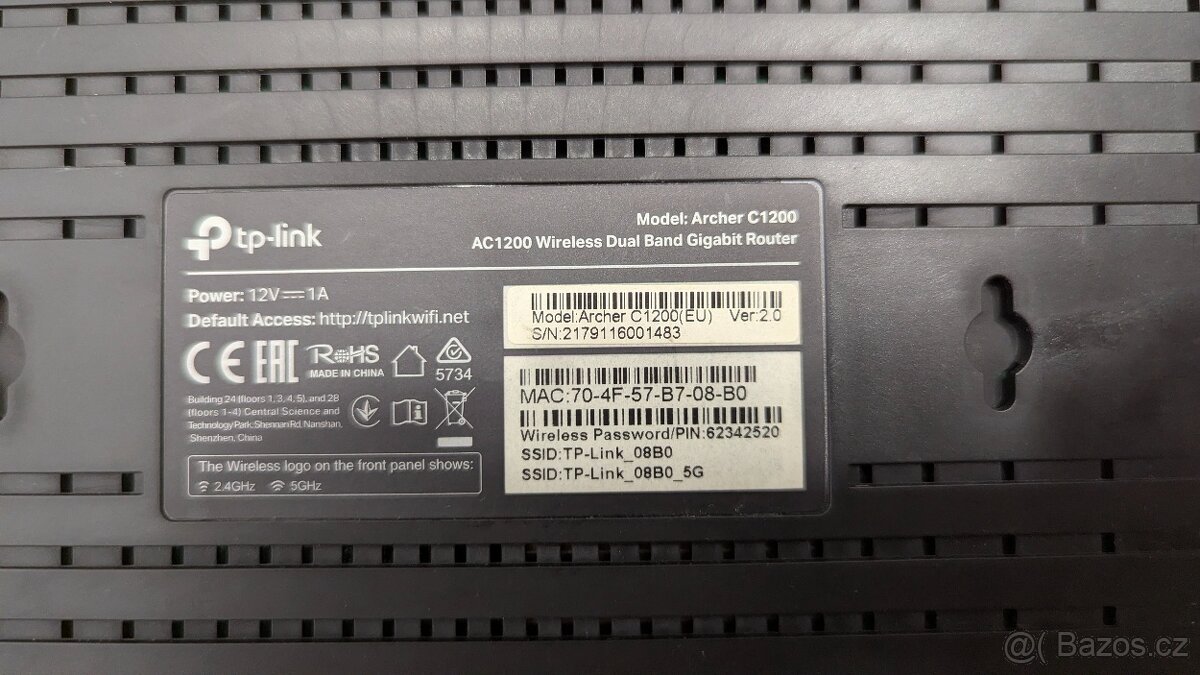 tp-link
Model: Archer C1200
AC1200 Wireless Dual Band Gigabit Router
Power: 12V⎓1A
Default Access: http://tplinkwifi.net
CE EAC RoHS
MADE IN CHINA
5734
Building 24 (floors 1, 3, 4, 5), and 28
(floors 1-4) Central Science and
Technology Park, Shennan Rd, Nanshan,
Shenzhen, China
The Wireless logo on the front panel shows:
2.4GHz 5GHz
Model:Archer C1200(EU) Ver:2.0
S/N:2179116001483
MAC:70-4F-57-B7-08-B0
Wireless Password/PIN:62342520
SSID:TP-Link_08B0
SSID:TP-Link_08B0_5G
@( Bazos.cz